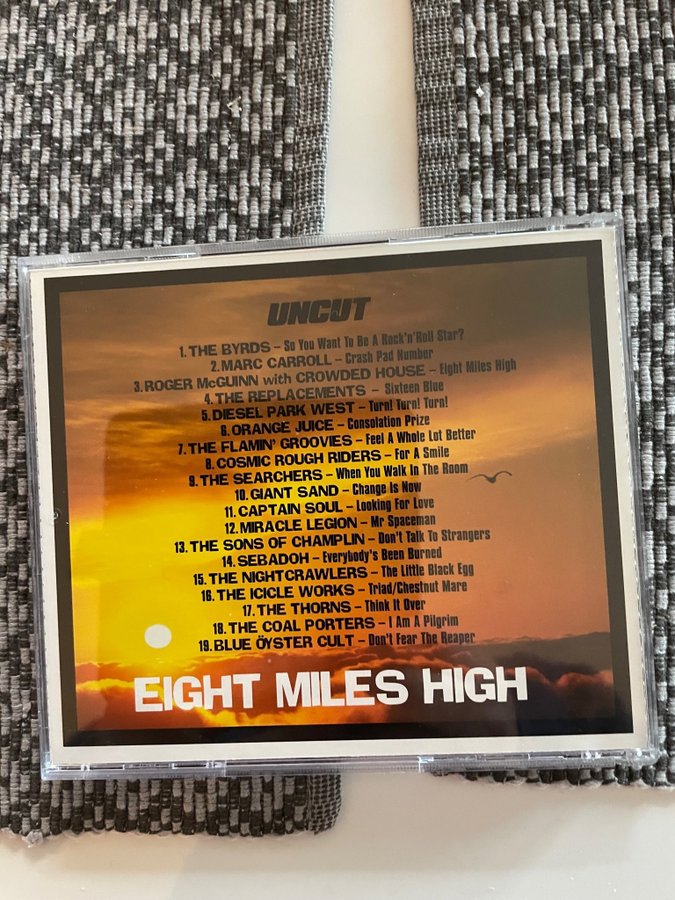 UNCUT
1. THE BYRDS – So You Want To Be A Rock'n'Roll Star?
2. MARC CARROLL – Crash Pad Number
3. ROGER McGUINN with CROWDED HOUSE – Eight Miles High
4. THE REPLACEMENTS – Sixteen Blue
5. DIESEL PARK WEST – Turn! Turn! Turn!
6. ORANGE JUICE – Consolation Prize
7. THE FLAMIN' GROOVIES – Feel A Whole Lot Better
8. COSMIC ROUGH RIDERS – For A Smile
9. THE SEARCHERS – When You Walk In The Room
10. GIANT SAND – Change Is Now
11. CAPTAIN SOUL – Looking For Love
12. MIRACLE LEGION – Mr Spaceman
13. THE SONS OF CHAMPLIN – Don't Talk To Strangers
14. SEBADOH – Everybody's Been Burned
15. THE NIGHTCRAWLERS – The Little Black Egg
16. THE ICICLE WORKS – Triad/Chestnut Mare
17. THE THORNS – Think It Over
18. THE COAL PORTERS – I Am A Pilgrim
19. BLUE ÖYSTER CULT – Don't Fear The Reaper
EIGHT MILES HIGH